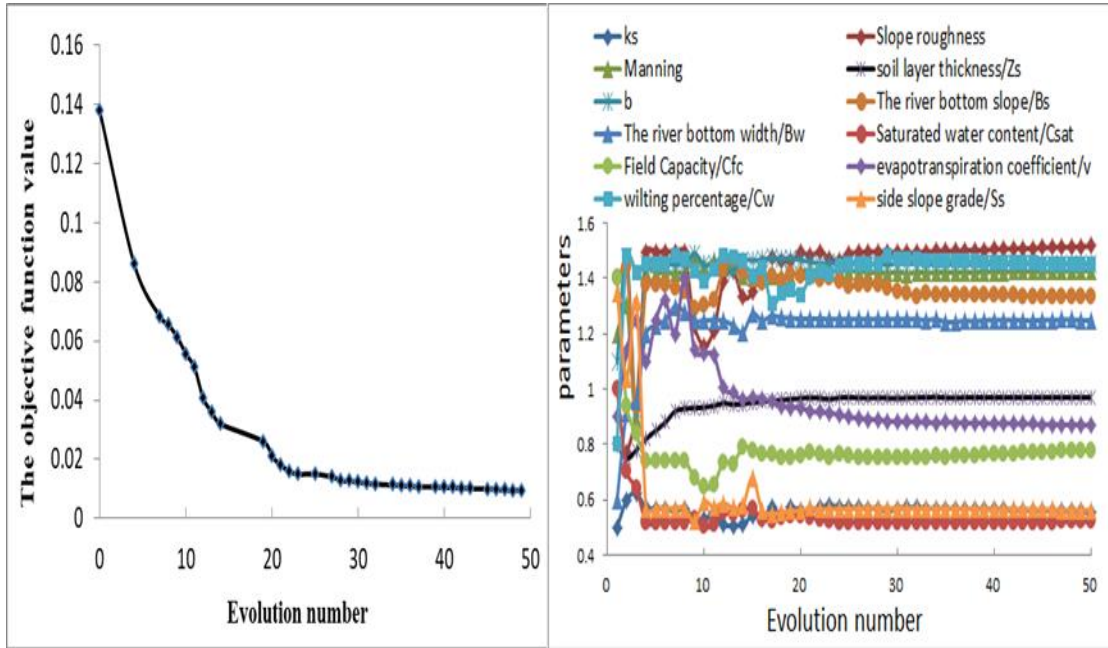 The objective function value
0.16
0.14
0.12
0.1
0.08
0.06
0.04
0.02
0
0 10 20 30 40 50
Evolution number
ks Slope roughness
Manning soil layer thickness/Zs
b The river bottom slope/Bs
The river bottom width/Bw Saturated water content/Csat
Field Capacity/Cfc evapotranspiration coefficient/v
wilting percentage/Cw side slope grade/Ss
parameters
1.6
1.4
1.2
1
0.8
0.6
0.4
0 10 20 30 40 50
Evolution number